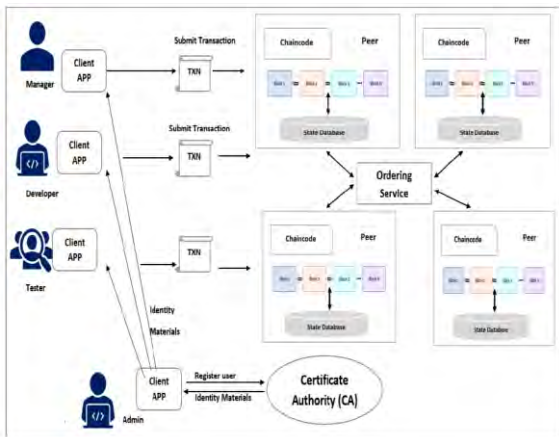 Manager
Client
APP
Submit Transaction
TXN
Chaincode
Peer
State Database
Chaincode
Peer
State Database
Developer
Client
APP
Submit Transaction
TXN
Ordering
Service
Tester
Client
APP
TXN
Chaincode
Peer
State Database
Chaincode
Peer
State Database
Identity
Materials
Admin
Client
APP
Register user
Identity Materials
Certificate
Authority (CA)